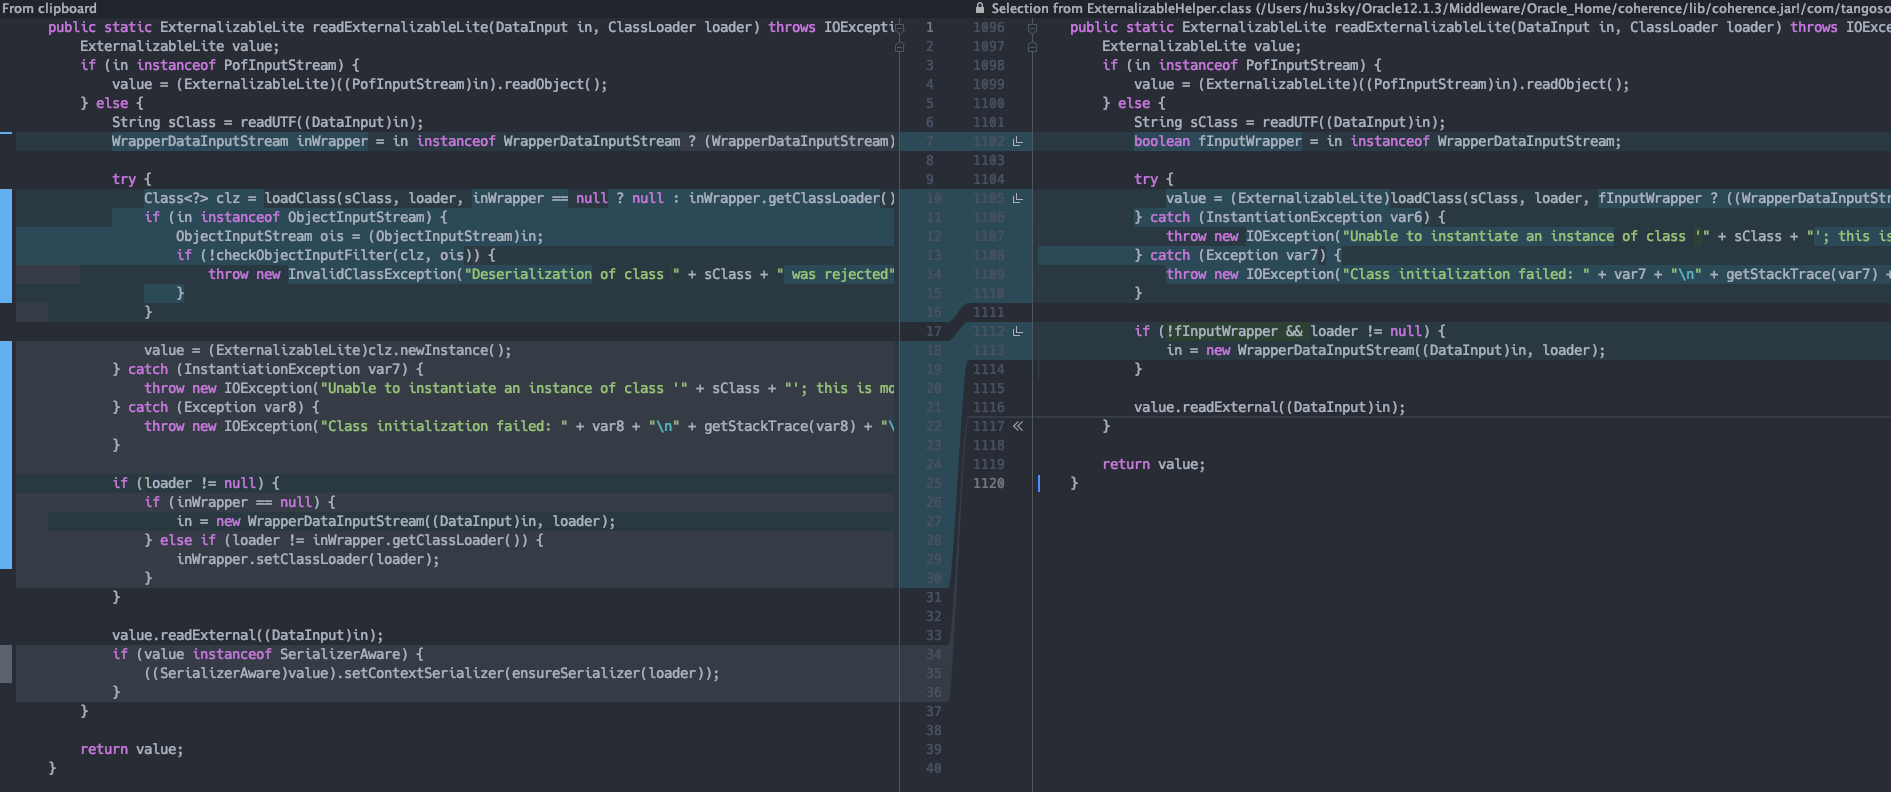 From clipboard
public static ExternalizableLite readExternalizableLite(DataInput in, ClassLoader loader) throws IOExcepti
ExternalizableLite value;
if (in instanceof PofInputStream) {
value = (ExternalizableLite)((PofInputStream)in).readObject();
} else {
String sClass = readUTF((DataInput)in);
WrapperDataInputStream inWrapper = in instanceof WrapperDataInputStream ? (WrapperDataInputStream)
try {
Class<?> clz = loadClass(sClass, loader, inWrapper == null ? null : inWrapper.getClassLoader()
if (in instanceof ObjectInputStream) {
ObjectInputStream ois = (ObjectInputStream)in;
if (!checkObjectInputFilter(clz, ois)) {
throw new InvalidClassException("Deserialization of class " + sClass + " was rejected"
}
}
value = (ExternalizableLite)clz.newInstance();
} catch (InstantiationException var7) {
throw new IOException("Unable to instantiate an instance of class '" + sClass + "'; this is mo
} catch (Exception var8) {
throw new IOException("Class initialization failed: " + var8 + "\n" + getStackTrace(var8) + "\
}
if (loader != null) {
if (inWrapper == null) {
in = new WrapperDataInputStream((DataInput)in, loader);
} else if (loader != inWrapper.getClassLoader()) {
inWrapper.setClassLoader(loader);
}
}
value.readExternal((DataInput)in);
if (value instanceof SerializerAware) {
((SerializerAware)value).setContextSerializer(ensureSerializer(loader));
}
}
return value;
}
1
2
3
4
5
6
7
8
9
10
11
12
13
14
15
16
17
18
19
20
21
22
23
24
25
26
27
28
29
30
31
32
33
34
35
36
37
38
39
40
Selection from ExternalizableHelper.class (/Users/hu3sky/Oracle12.1.3/Middleware/Oracle_Home/coherence/lib/coherence.jar!/com/tangoso
1096 public static ExternalizableLite readExternalizableLite(DataInput in, ClassLoader loader) throws IOExce
1097 ExternalizableLite value;
1098 if (in instanceof PofInputStream) {
1099 value = (ExternalizableLite)((PofInputStream)in).readObject();
1100 } else {
1101 String sClass = readUTF((DataInput)in);
1102 boolean fInputWrapper = in instanceof WrapperDataInputStream;
1103
1104 try {
1105 value = (ExternalizableLite)loadClass(sClass, loader, fInputWrapper ? ((WrapperDataInputStr
1106 } catch (InstantiationException var6) {
1107 throw new IOException("Unable to instantiate an instance of class '" + sClass + "'; this is
1108 } catch (Exception var7) {
1109 throw new IOException("Class initialization failed: " + var7 + "\n" + getStackTrace(var7) +
1110 }
1111
1112 if (!fInputWrapper && loader != null) {
1113 in = new WrapperDataInputStream((DataInput)in, loader);
1114 }
1115
1116 value.readExternal((DataInput)in);
1117 }
1118
1119 return value;
1120 }